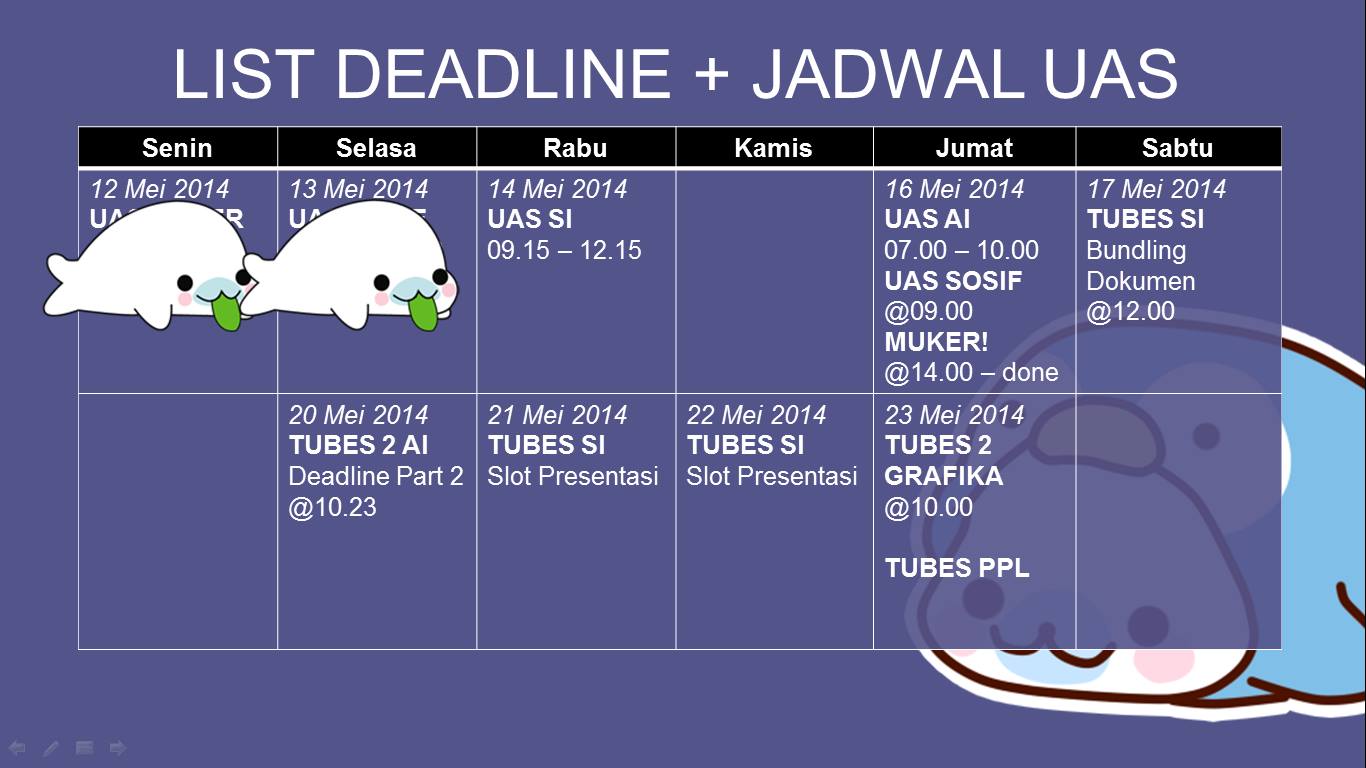 LIST DEADLINE + JADWAL UAS
Senin Selasa Rabu Kamis Jumat Sabtu
12 Mei 2014
13 Mei 2014
14 Mei 2014
UAS SI
09.15 – 12.15
16 Mei 2014
UAS AI
07.00 – 10.00
UAS SOSIF
@09.00
MUKER!
@14.00 – done
17 Mei 2014
TUBES SI
Bundling
Dokumen
@12.00
20 Mei 2014
TUBES 2 AI
Deadline Part 2
@10.23
21 Mei 2014
TUBES SI
Slot Presentasi
22 Mei 2014
TUBES SI
Slot Presentasi
23 Mei 2014
TUBES 2
GRAFIKA
@10.00
TUBES PPL